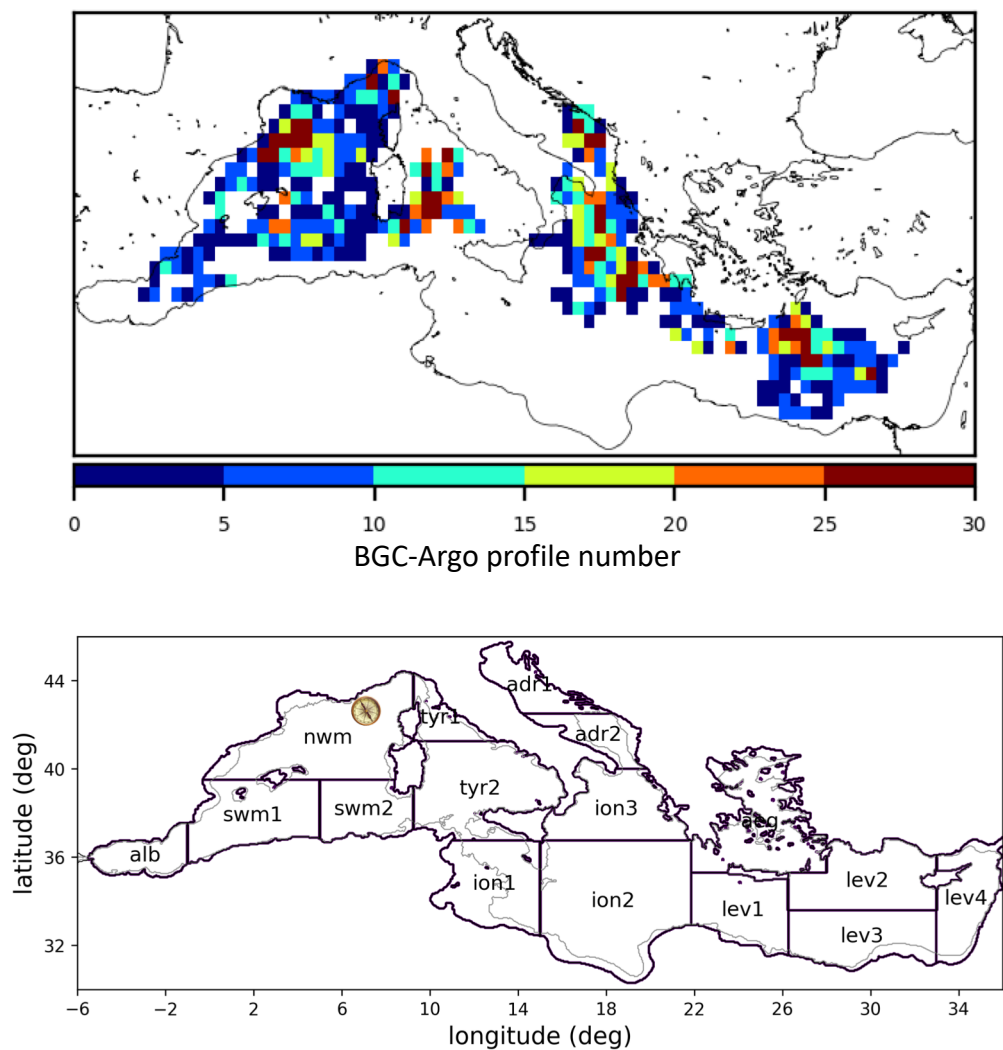 0 5 10 15 20 25 30
BGC-Argo profile number
latitude (deg)
44
40
36
32
adr1
tyr1
adr2
nwm
tyr2
swm1
swm2
ion3
aeg
alb
ion1
ion2
lev1
lev2
lev3
lev4
−6 −2 2 6 10 14 18 22 26 30 34
longitude (deg)